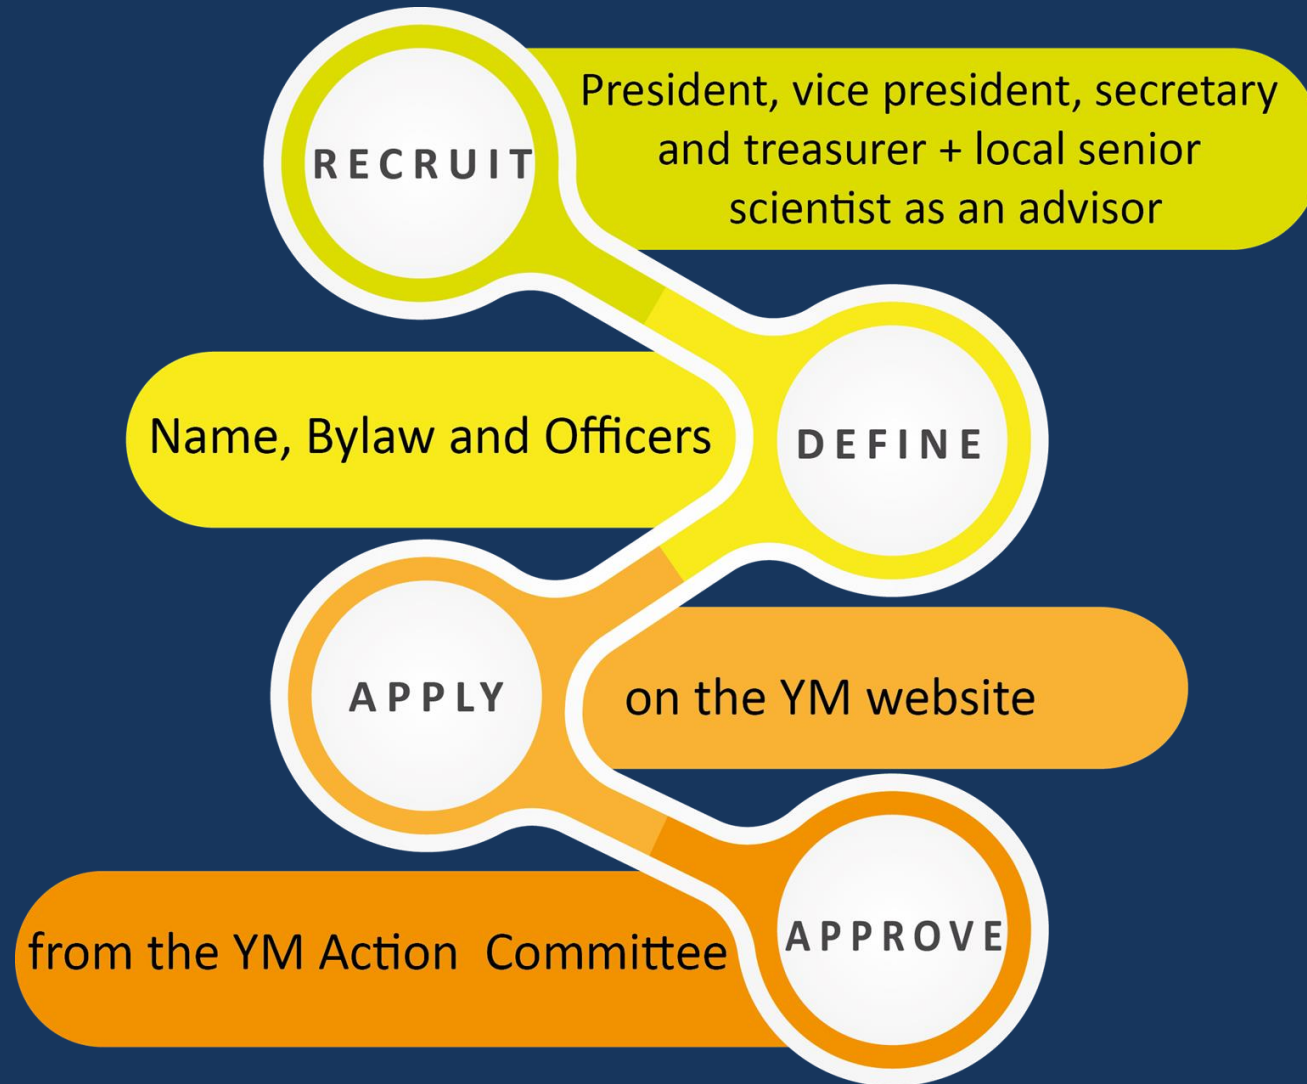 RECRUIT
President, vice president, secretary
and treasurer + local senior
scientist as an advisor
DEFINE
Name, Bylaw and Officers
APPLY
on the YM website
APPROVE
from the YM Action Committee